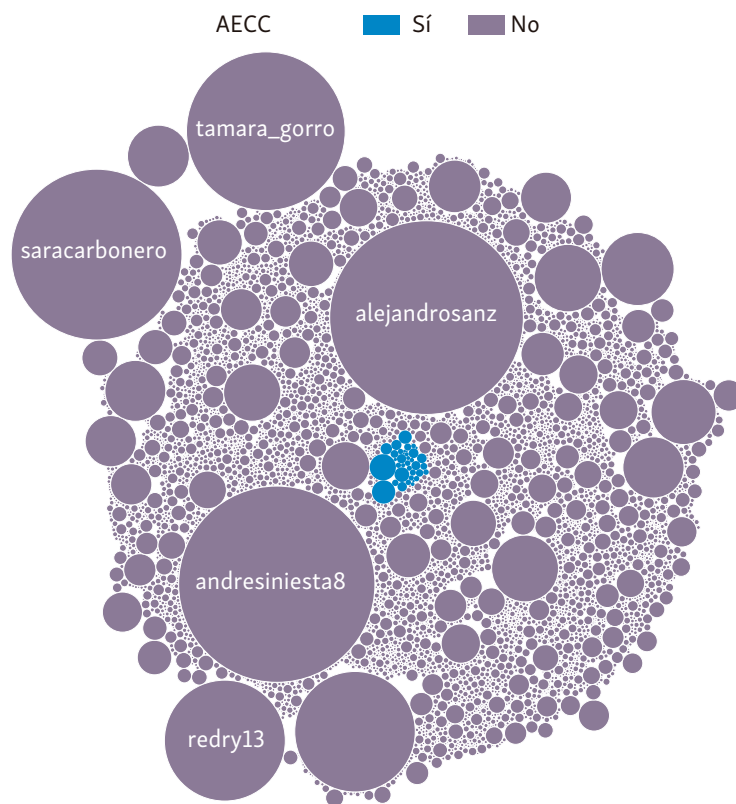 AECC Sí No
tamara_gorro
saracarbonero
alejandrosanz
andresiniesta8
redry13